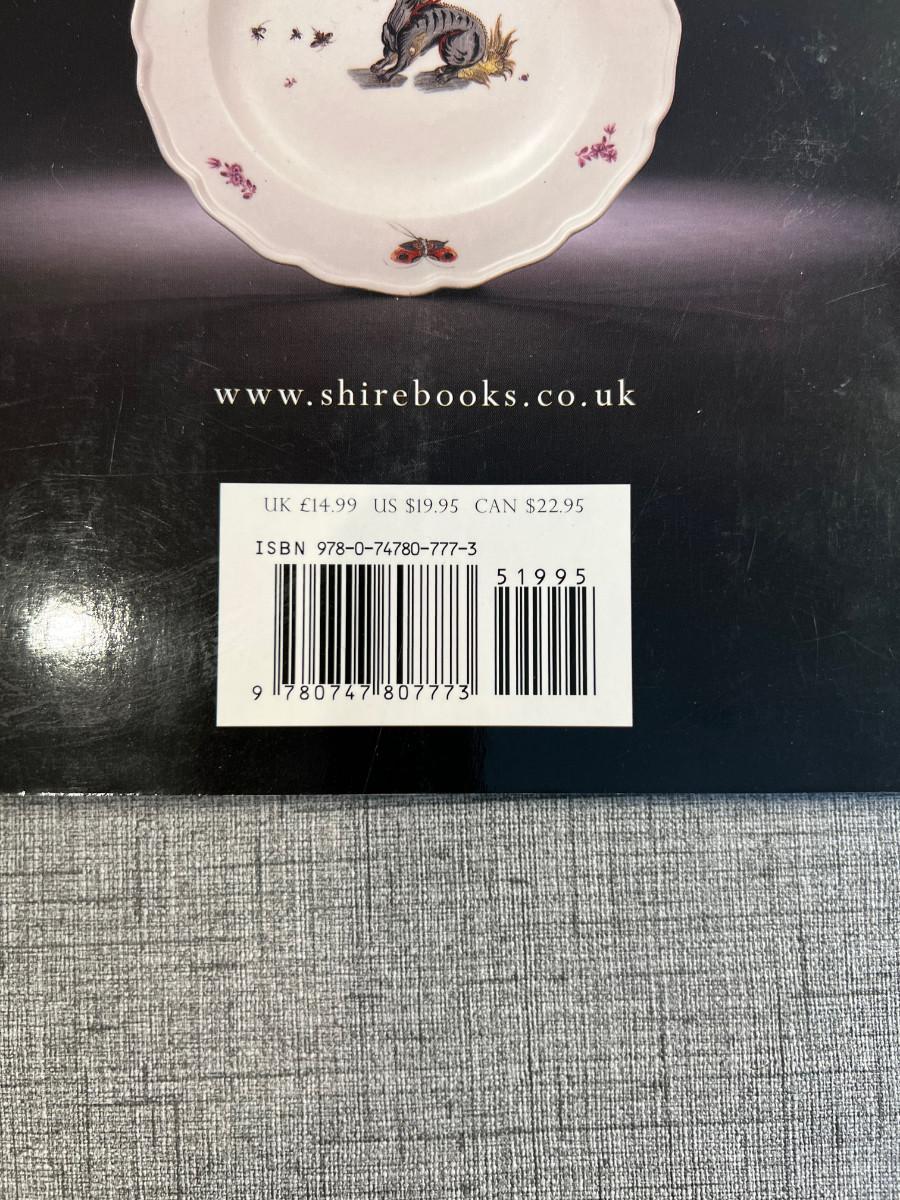 www.shirebooks.co.uk
UK £14.99 US $19.95 CAN $22.95
ISBN 978-0-74780-777-3
51995
9 780747 807773